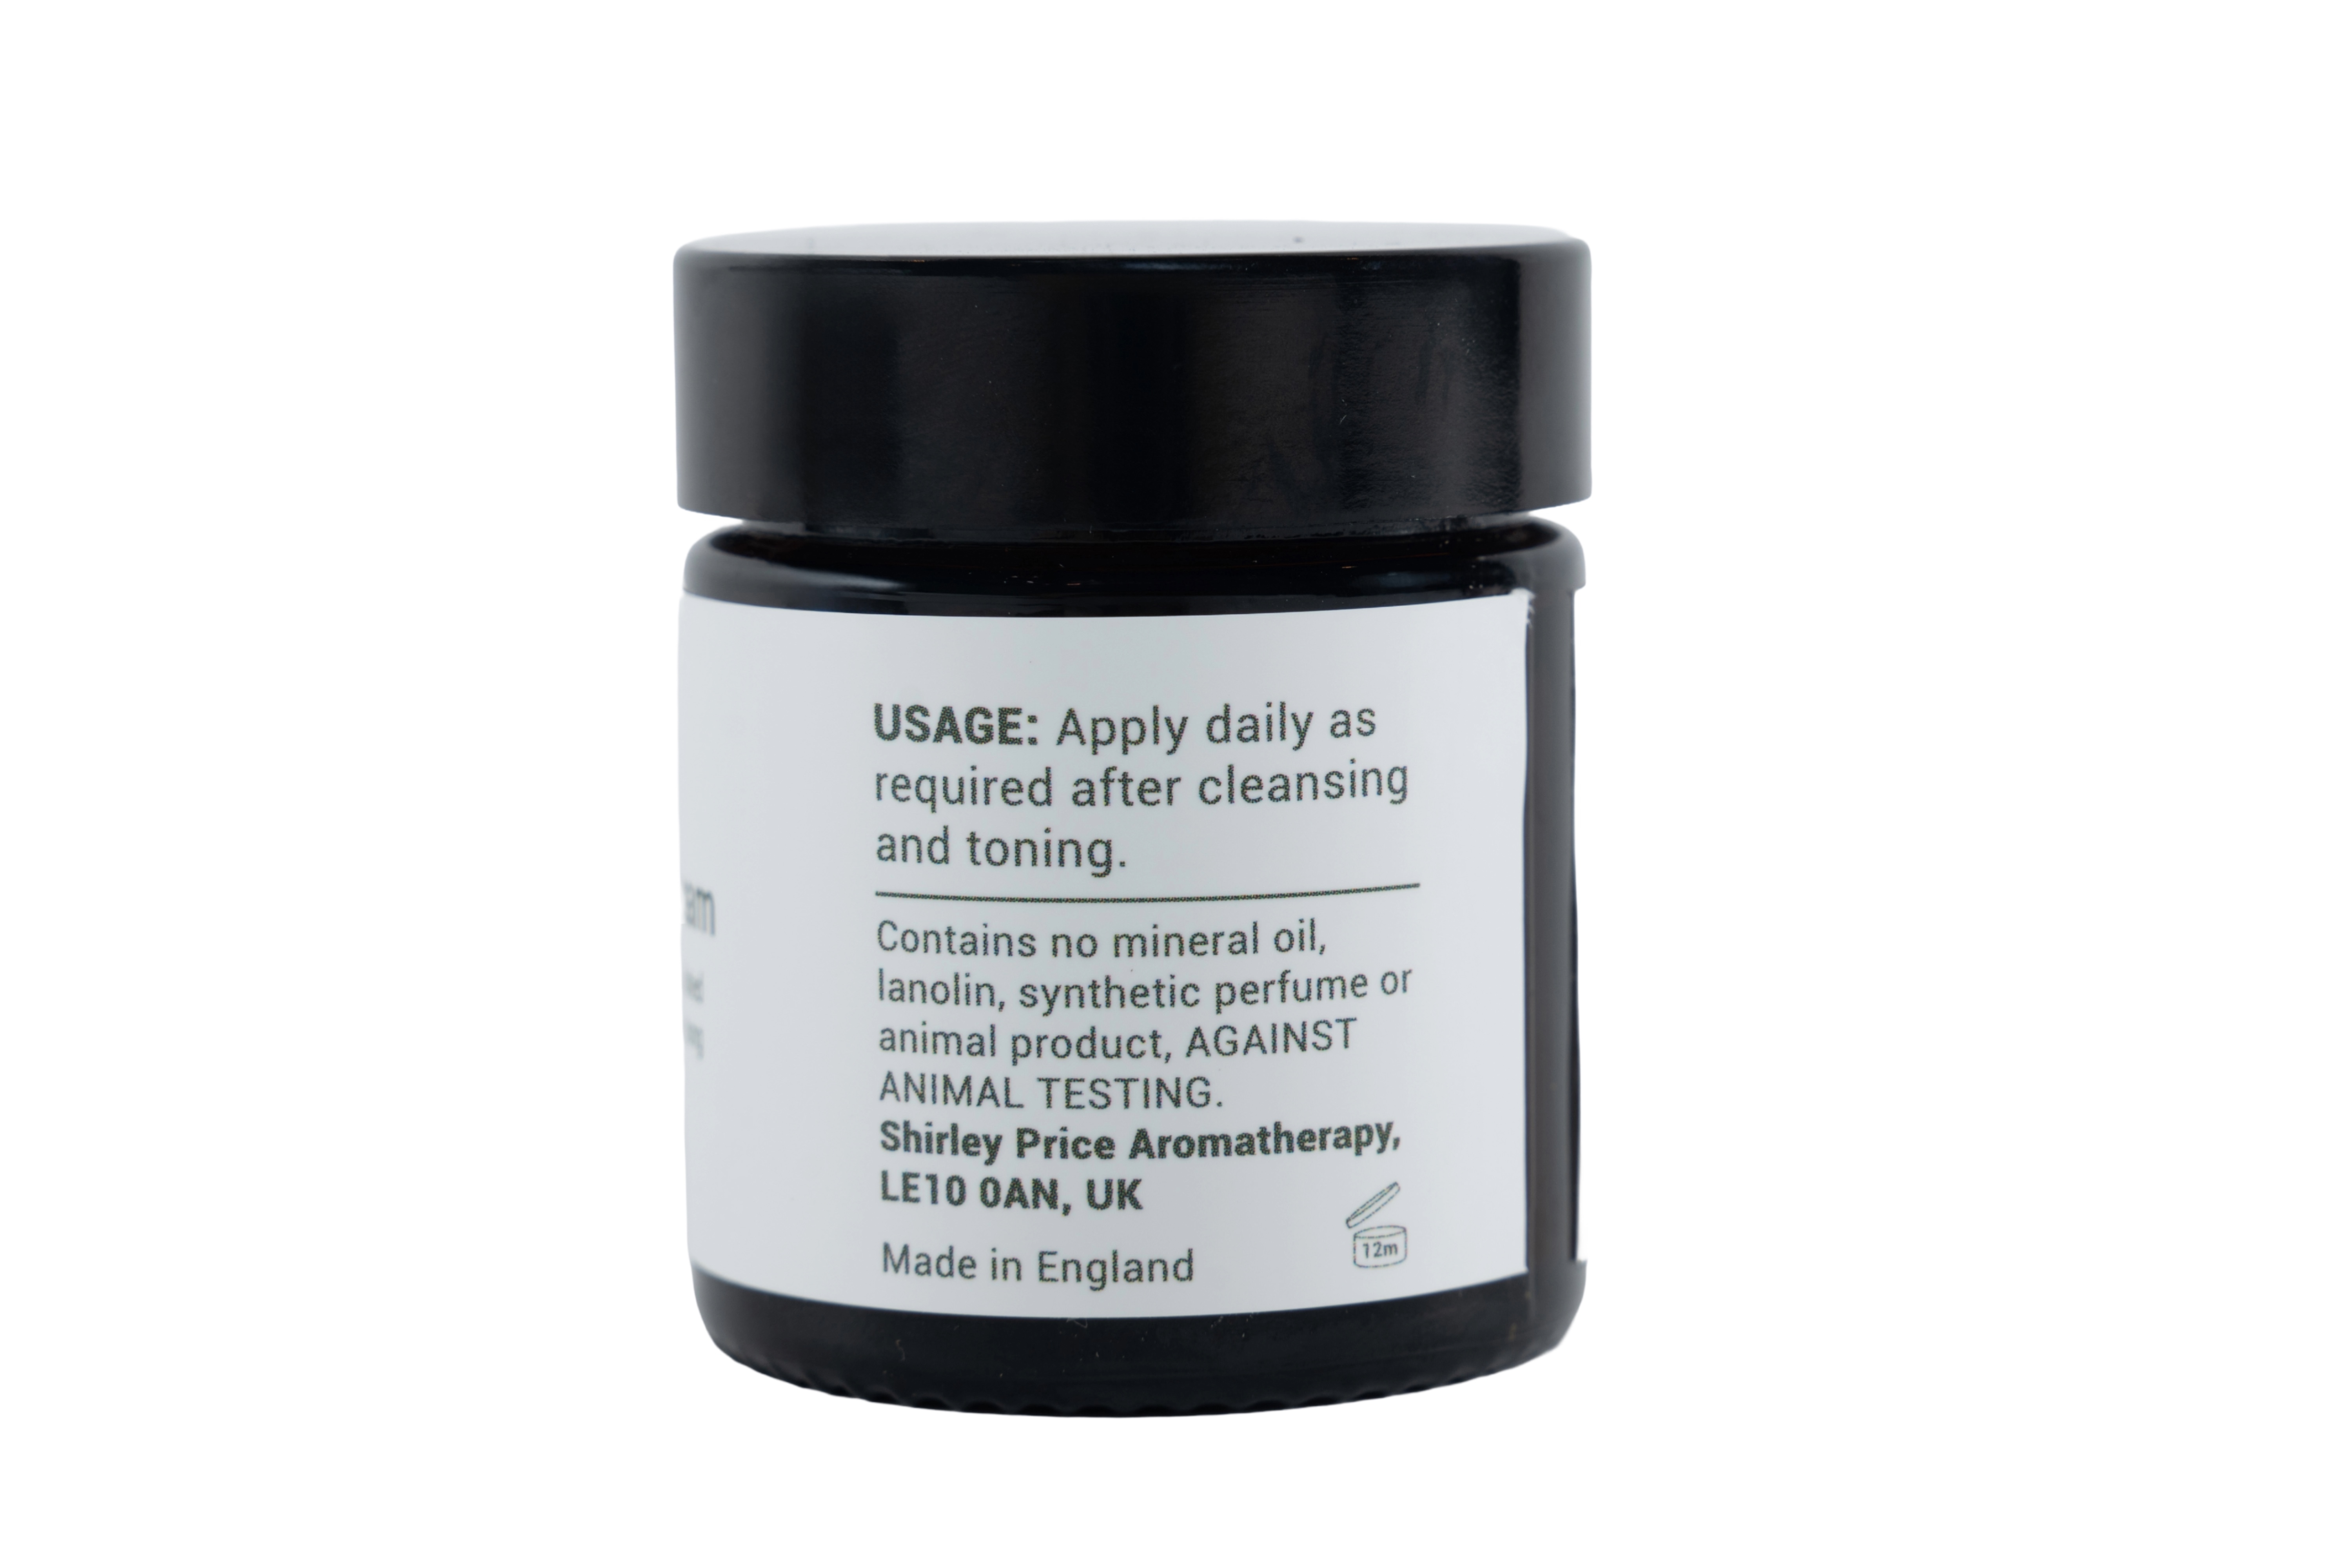 USAGE: Apply daily as
required after cleansing
and toning.
Contains no mineral oil,
lanolin, synthetic perfume or
animal product, AGAINST
ANIMAL TESTING.
Shirley Price Aromatherapy,
LE10 0AN, UK
Made in England
12m